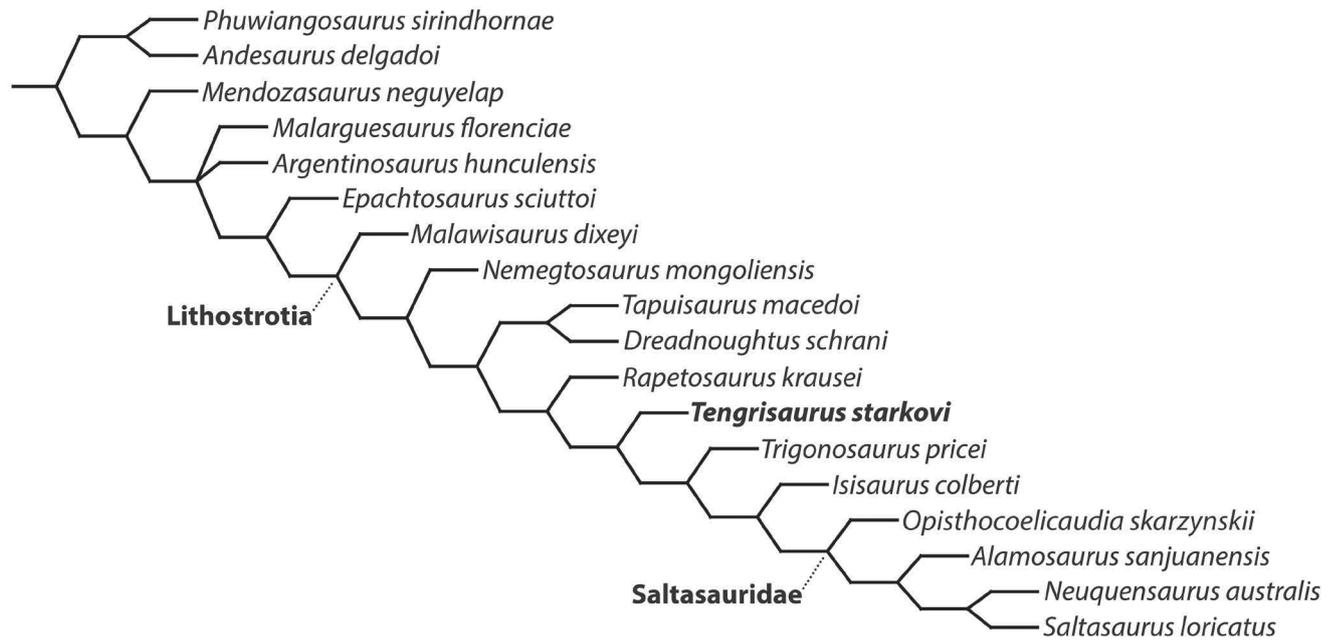 Phuwiangosaurus sirindhornae
Andesaurus delgadoi
Mendozasaurus neguyelap
Malarguesaurus florenciae
Argentinosaurus hunculensis
Epachtosaurus sciuttoi
Malawisaurus dixeyi
Nemegtosaurus mongoliensis
Lithostrotia
Tapuisaurus macedoi
Dreadnoughtus schrani
Rapetosaurus krausei
Tengrisaurus starkovi
Trigonosaurus pricei
Isisaurus colberti
Opisthocoelicaudia skarzynskii
Alamosaurus sanjuanensis
Saltasauridae
Neuquensaurus australis
Saltasaurus loricatus